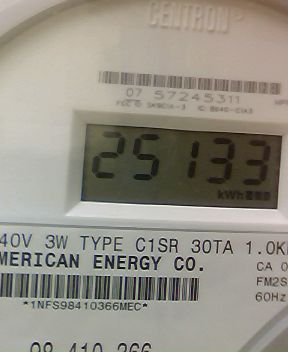 CENTRON®
07 57245311
25133
kWh
40V 3W TYPE C1SR 30TA 1.0K
MERICAN ENERGY CO.
CA 0
FM2S
*1NFS98410366MEC*
60Hz
98 410 366